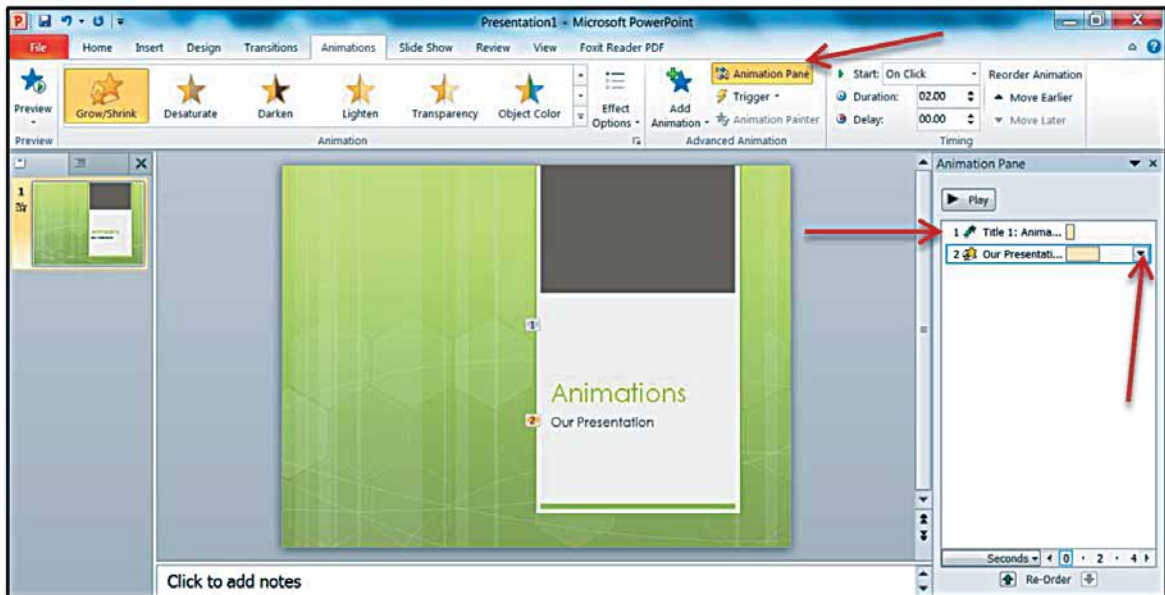 Presentation1 - Microsoft PowerPoint
File Home Insert Design Transitions Animations Slide Show Review View Foxit Reader PDF
Preview
Grow/Shrink Desaturate Darken Lighten Transparency Object Color
Effect Options
Add Animation
Animation Pane
Trigger
Animation Painter
Start: On Click
Duration: 02.00
Delay: 00.00
Reorder Animation
Move Earlier
Move Later
Preview Animation Advanced Animation Timing
1
Animation Pane
Play
1 Title 1: Anima...
2 Our Presentati...
1
Animations
2
Our Presentation
Seconds 0 2 4
Re-Order
Click to add notes